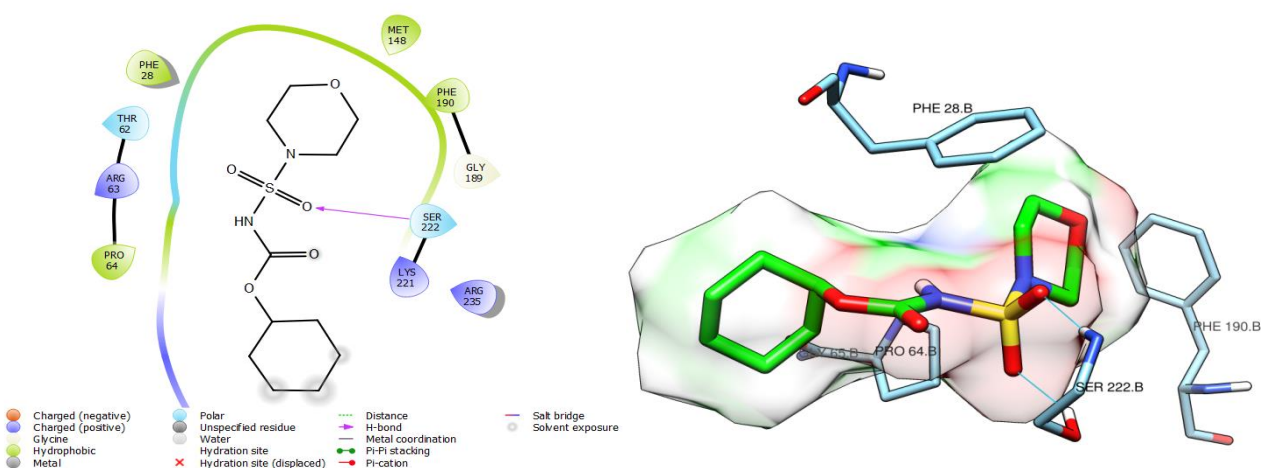 MET
148
PHE
28
PHE
190
THR
62
GLY
189
ARG
63
SER
222
PRO
64
LYS
221
ARG
235
O
N
O
S
O
NH
O
O
Charged (negative)
Charged (positive)
Glycine
Hydrophobic
Metal
Polar
Unspecified residue
Water
Hydration site
Hydration site (displaced)
Distance
H-bond
Metal coordination
Pi-Pi stacking
Pi-cation
Salt bridge
Solvent exposure
PHE 28.B
PHE 190.B
65.B PRO 64.B
SER 222.B